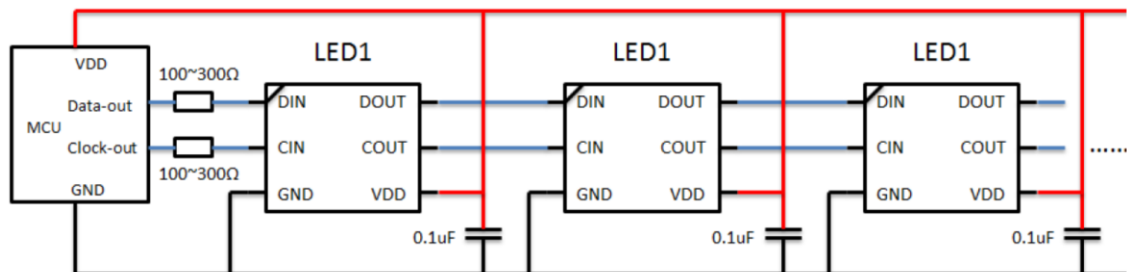 LED1
LED1
LED1
VDD
100~300Ω
Data-out
MCU
Clock-out
100~300Ω
GND
DIN DOUT
CIN COUT
GND VDD
0.1uF
DIN DOUT
CIN COUT
GND VDD
0.1uF
DIN DOUT
CIN COUT
GND VDD
0.1uF
......